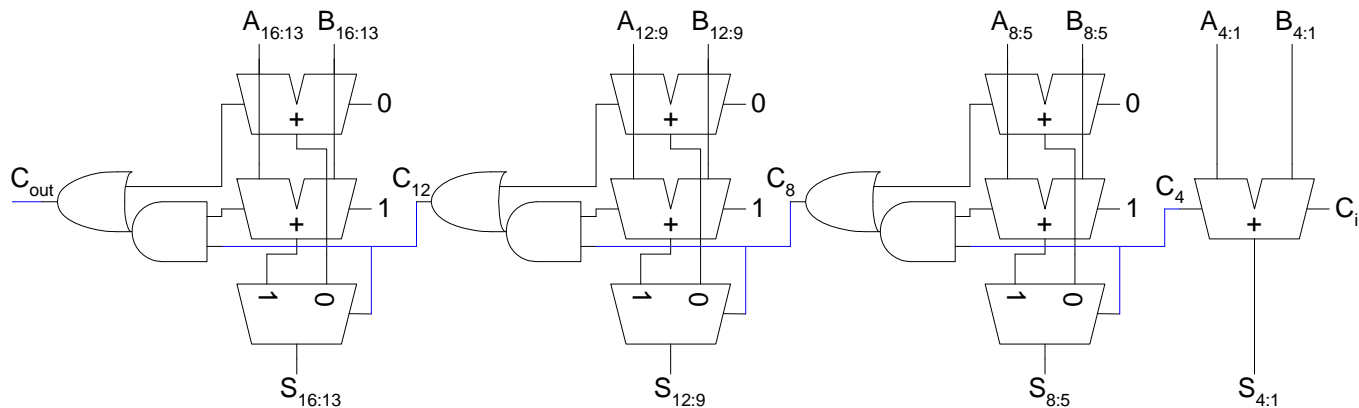 A16:13 B16:13 A12:9 B12:9 A8:5 B8:5 A4:1 B4:1
0 0 0
+ + +
Cout C12 C8 C4
1 1 1 Ci
+ + + +
1 0 1 0 1 0
S16:13 S12:9 S8:5 S4:1